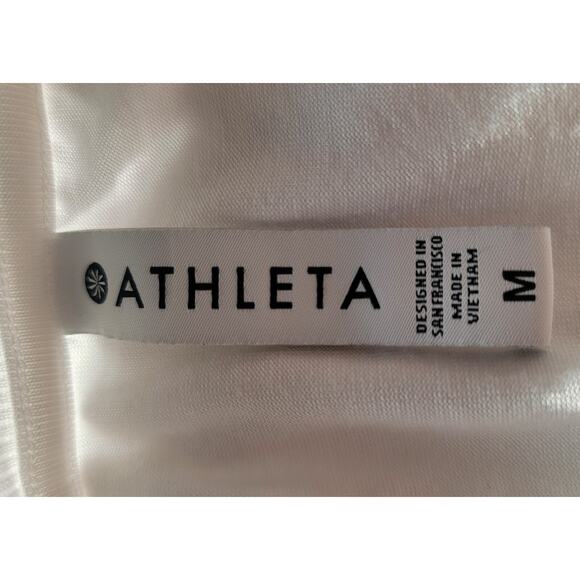 ATHLETA
DESIGNED IN
SAN FRANCISCO
MADE IN
VIETNAM
M